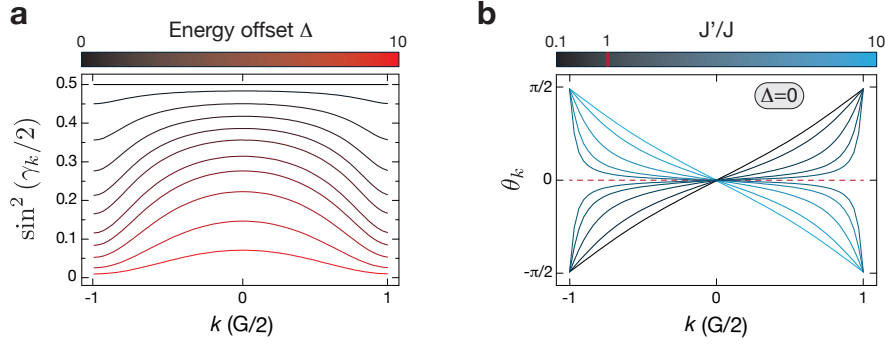 a
Energy offset Δ
0 10
0.5
0.4
0.3
0.2
0.1
0
sin² (γₖ/2)
-1 0 1
k (G/2)
b
J'/J
0.1 1 10
Δ=0
π/2
0
-π/2
θₖ
-1 0 1
k (G/2)